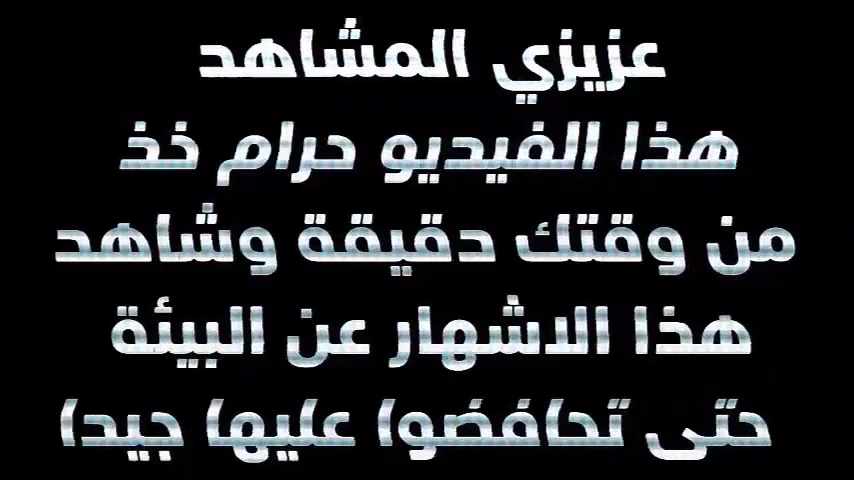 عزيزي المشاهد
هذا الفيديو حرام خذ
من وقتك دقيقة وشاهد
هذا الاشهار عن البيئة
حتى تحافضوا عليها جيدا